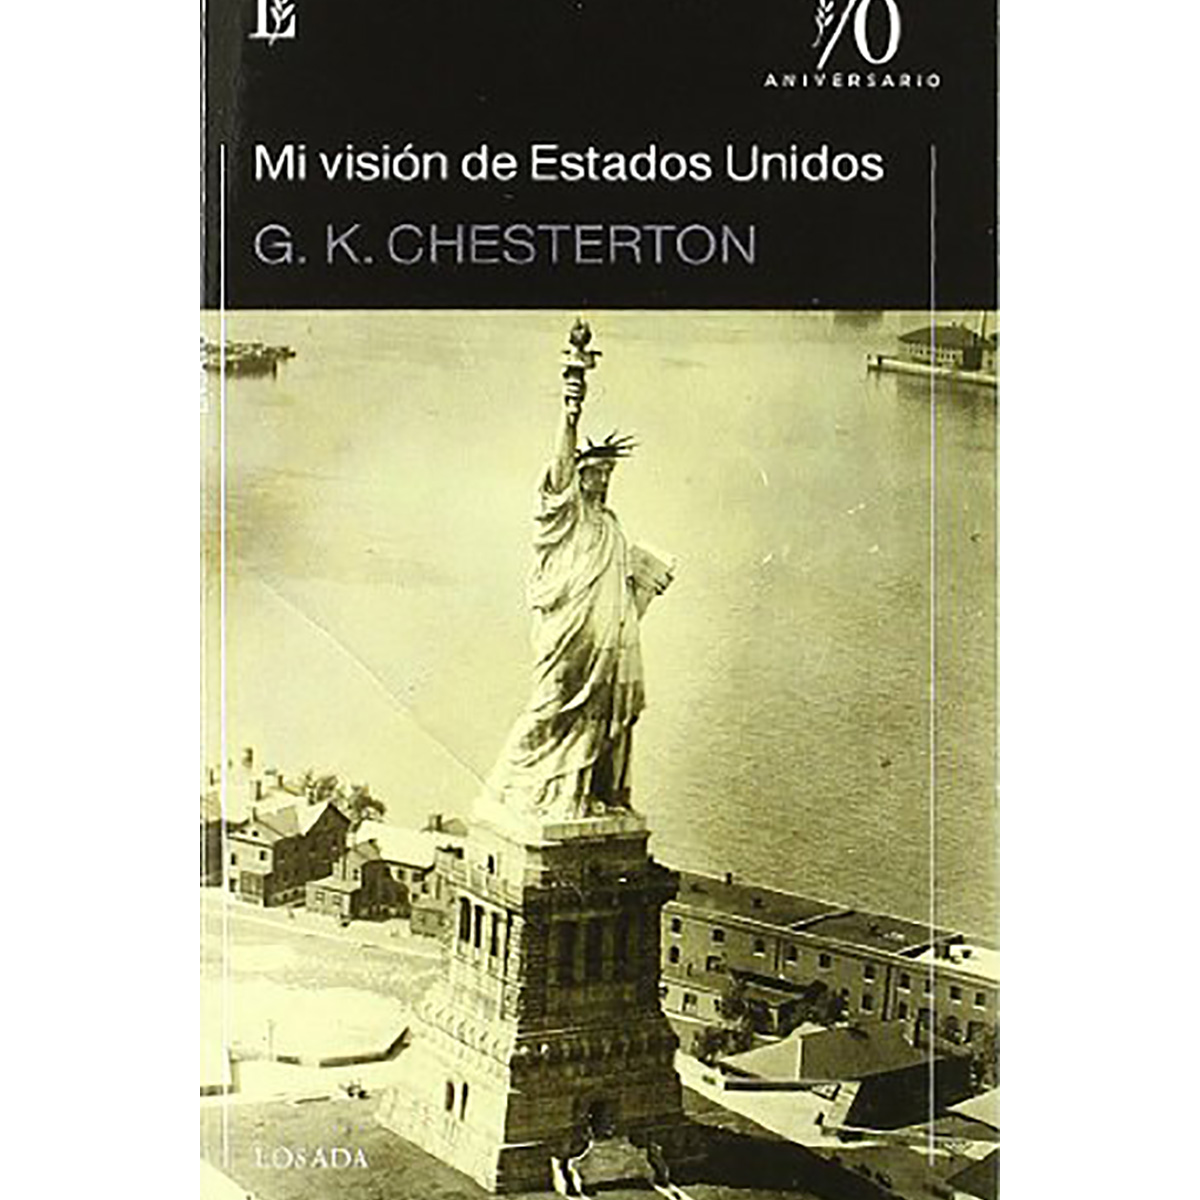 E
70
ANIVERSARIO
Mi visión de Estados Unidos
G. K. CHESTERTON
LOSADA